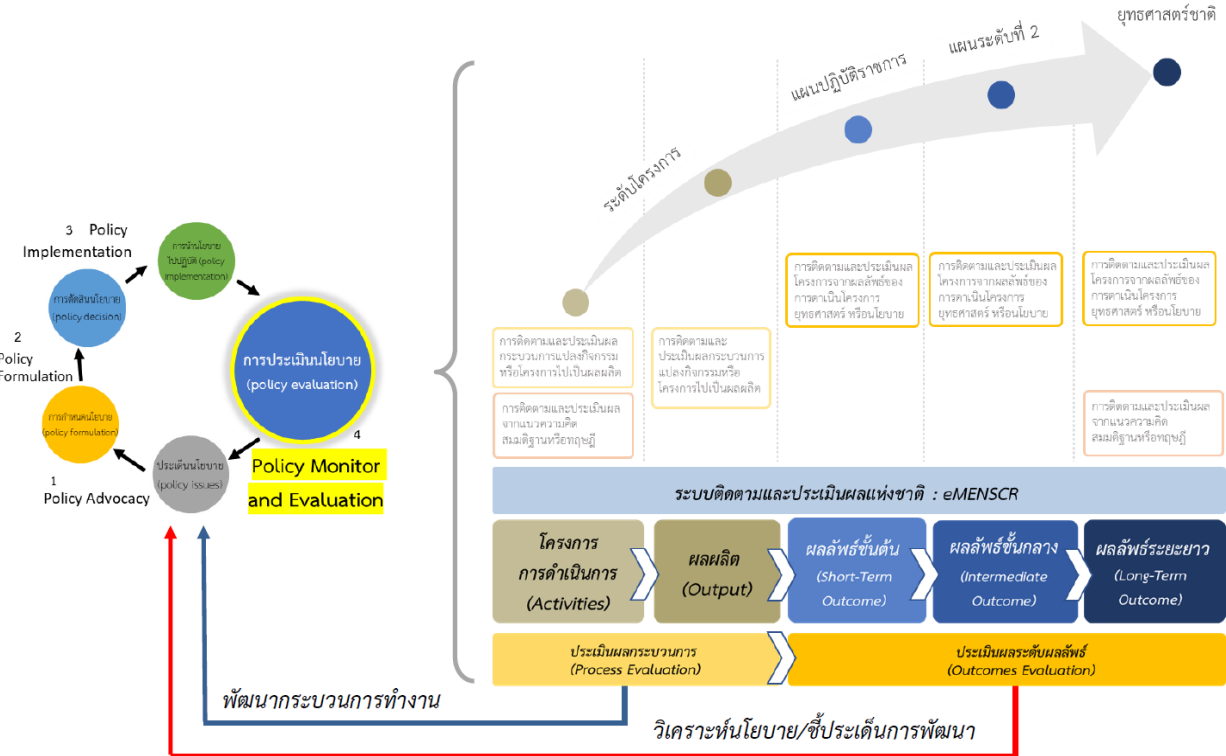 ยุทธศาสตร์ชาติ
แผนระดับที่ 2
แผนปฏิบัติราชการ
ระดับโครงการ
3 Policy
Implementation
การนำนโยบาย
ไปปฏิบัติ (policy
implementation)
การตัดสินนโยบาย
(policy decision)
2
Policy
Formulation
การกำหนดนโยบาย
(policy formulation)
1
Policy Advocacy
ประเด็นนโยบาย
(policy issues)
การประเมินนโยบาย
(policy evaluation)
4
Policy Monitor
and Evaluation
การติดตามและประเมินผล
กระบวนการแปลงกิจกรรม
หรือโครงการไปเป็นผลผลิต
การติดตามและประเมินผล
จากแนวความคิด
สมมติฐานหรือทฤษฎี
การติดตามและ
ประเมินผลกระบวนการ
แปลงกิจกรรมหรือ
โครงการไปเป็นผลผลิต
การติดตามและประเมินผล
โครงการจากผลลัพธ์ของ
การดาเนินโครงการ
ยุทธศาสตร์ หรือนโยบาย
การติดตามและประเมินผล
โครงการจากผลลัพธ์ของ
การดาเนินโครงการ
ยุทธศาสตร์ หรือนโยบาย
การติดตามและประเมินผล
โครงการจากผลลัพธ์ของ
การดาเนินโครงการ
ยุทธศาสตร์ หรือนโยบาย
การติดตามและประเมินผล
จากแนวความคิด
สมมติฐานหรือทฤษฎี
ระบบติดตามและประเมินผลแห่งชาติ : eMENSCR
โครงการ
การดำเนินการ
(Activities)
ผลผลิต
(Output)
ผลลัพธ์ขั้นต้น
(Short-Term
Outcome)
ผลลัพธ์ขั้นกลาง
(Intermediate
Outcome)
ผลลัพธ์ระยะยาว
(Long-Term
Outcome)
ประเมินผลกระบวนการ
(Process Evaluation)
ประเมินผลระดับผลลัพธ์
(Outcomes Evaluation)
พัฒนากระบวนการทำงาน
วิเคราะห์นโยบาย/ชี้ประเด็นการพัฒนา